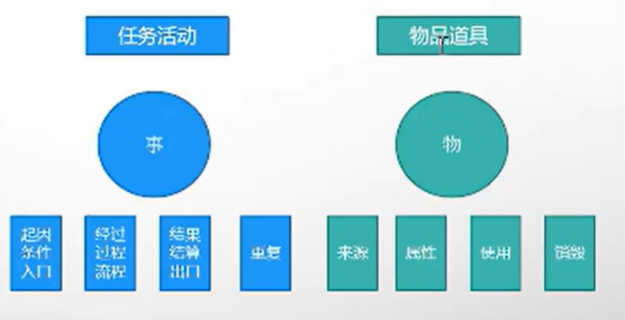 任务活动
物品道具
事
物
起因
条件
入口
经过
过程
流程
结果
结算
出口
重复
来源
属性
使用
销毁